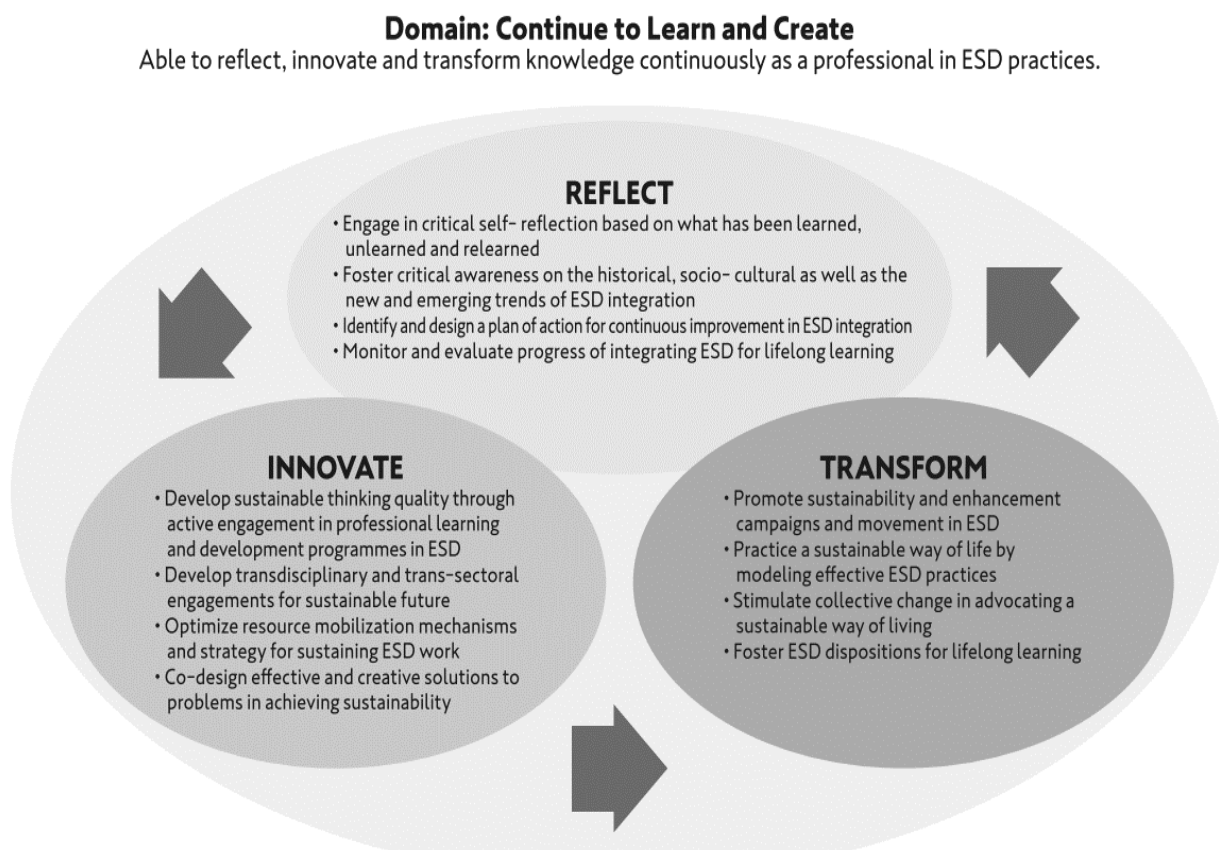 Domain: Continue to Learn and Create
Able to reflect, innovate and transform knowledge continuously as a professional in ESD practices.
REFLECT
• Engage in critical self- reflection based on what has been learned,
unlearned and relearned
• Foster critical awareness on the historical, socio- cultural as well as the
new and emerging trends of ESD integration
• Identify and design a plan of action for continuous improvement in ESD integration
• Monitor and evaluate progress of integrating ESD for lifelong learning
INNOVATE
• Develop sustainable thinking quality through
active engagement in professional learning
and development programmes in ESD
• Develop transdisciplinary and trans-sectoral
engagements for sustainable future
• Optimize resource mobilization mechanisms
and strategy for sustaining ESD work
• Co-design effective and creative solutions to
problems in achieving sustainability
TRANSFORM
• Promote sustainability and enhancement
campaigns and movement in ESD
• Practice a sustainable way of life by
modeling effective ESD practices
• Stimulate collective change in advocating a
sustainable way of living
• Foster ESD dispositions for lifelong learning